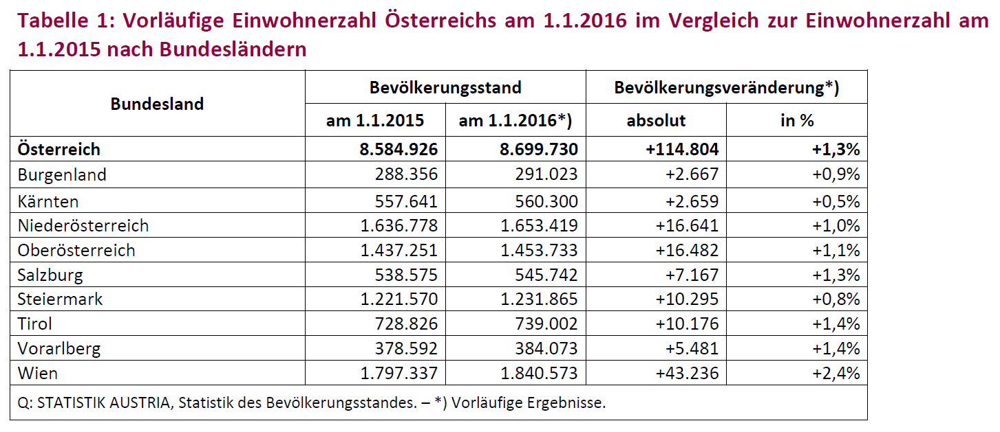 Tabelle 1: Vorläufige Einwohnerzahl Österreichs am 1.1.2016 im Vergleich zur Einwohnerzahl am
1.1.2015 nach Bundesländern
Bundesland Bevölkerungsstand Bevölkerungsveränderung*)
am 1.1.2015 am 1.1.2016*) absolut in %
Österreich 8.584.926 8.699.730 +114.804 +1,3%
Burgenland 288.356 291.023 +2.667 +0,9%
Kärnten 557.641 560.300 +2.659 +0,5%
Niederösterreich 1.636.778 1.653.419 +16.641 +1,0%
Oberösterreich 1.437.251 1.453.733 +16.482 +1,1%
Salzburg 538.575 545.742 +7.167 +1,3%
Steiermark 1.221.570 1.231.865 +10.295 +0,8%
Tirol 728.826 739.002 +10.176 +1,4%
Vorarlberg 378.592 384.073 +5.481 +1,4%
Wien 1.797.337 1.840.573 +43.236 +2,4%
Q: STATISTIK AUSTRIA, Statistik des Bevölkerungsstandes. – *) Vorläufige Ergebnisse.